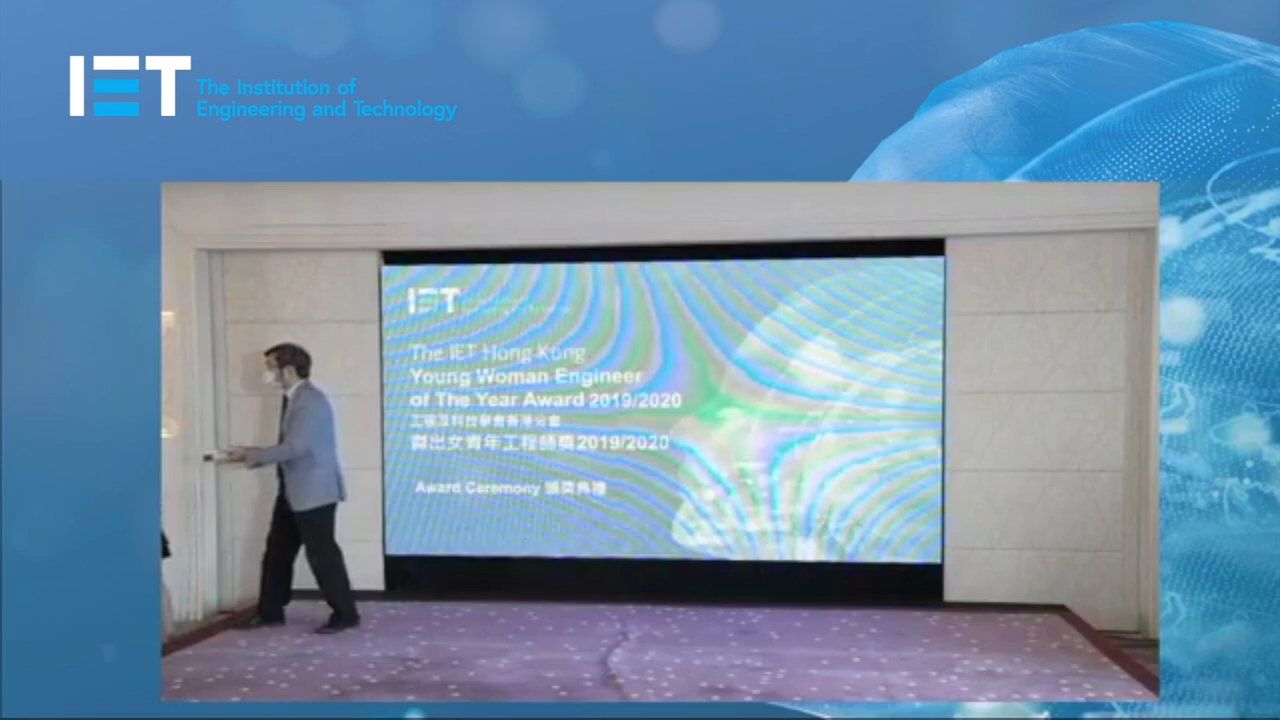 IET
The Institution of
Engineering and Technology
IET
The IET Hong Kong
Young Woman Engineer
of The Year Award 2019/2020
工程及科技學會香港分會
傑出女青年工程師獎2019/2020
Award Ceremony 頒獎典禮